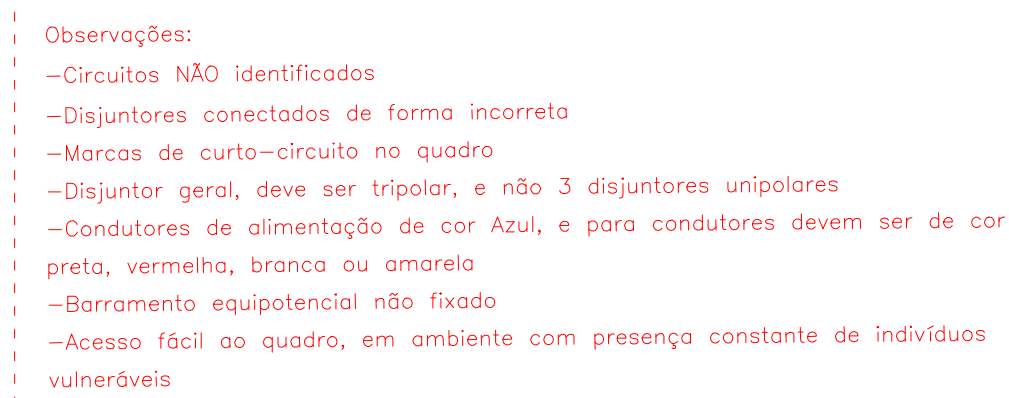 Observações:
-Circuitos NÃO identificados
-Disjuntores conectados de forma incorreta
-Marcas de curto-circuito no quadro
-Disjuntor geral, deve ser tripolar, e não 3 disjuntores unipolares
-Condutores de alimentação de cor Azul, e para condutores devem ser de cor
preta, vermelha, branca ou amarela
-Barramento equipotencial não fixado
-Acesso fácil ao quadro, em ambiente com presença constante de indivíduos
vulneráveis